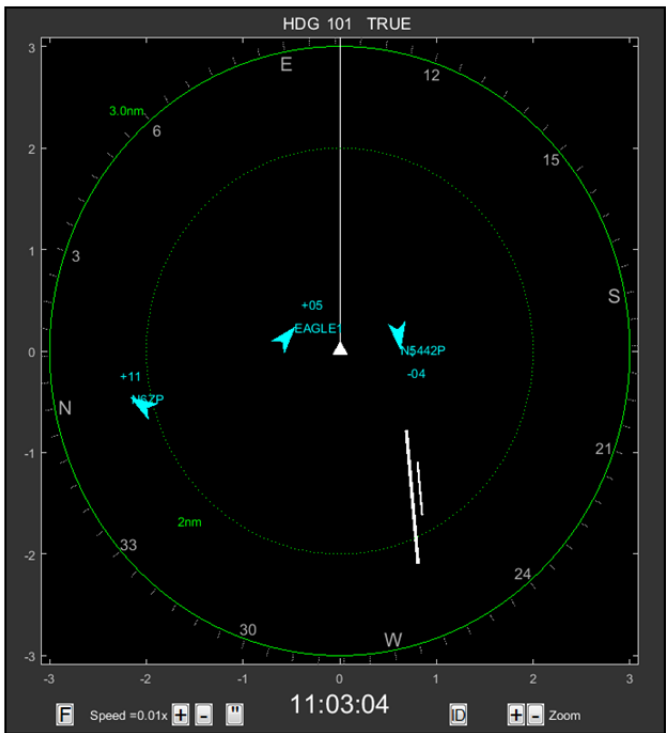 HDG 101 TRUE
3
E
12
3.0nm
6
15
2
3
1
S
+05
EAGLE1
0
N5442P
+11
-04
N6ZP
N
-1
21
2nm
33
-2
24
30
W
-3
-3 -2 -1 0 1 2 3
F Speed =0.01x + - " 11:03:04 ID + - Zoom